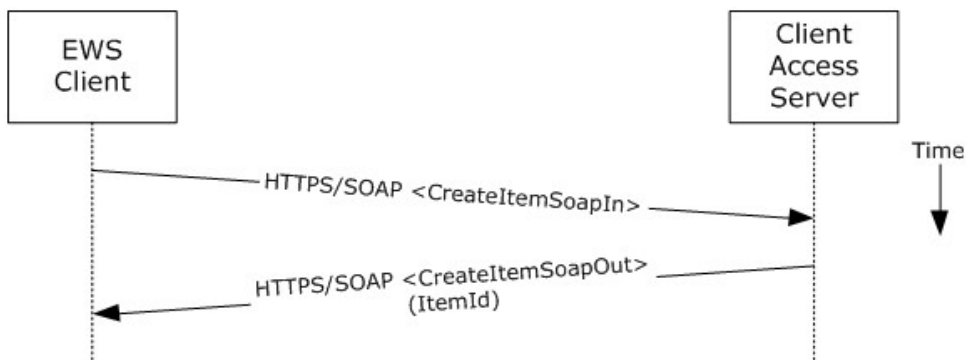 EWS
Client
Client
Access
Server
Time
HTTPS/SOAP <CreateItemSoapIn>
HTTPS/SOAP <CreateItemSoapOut>
(ItemId)